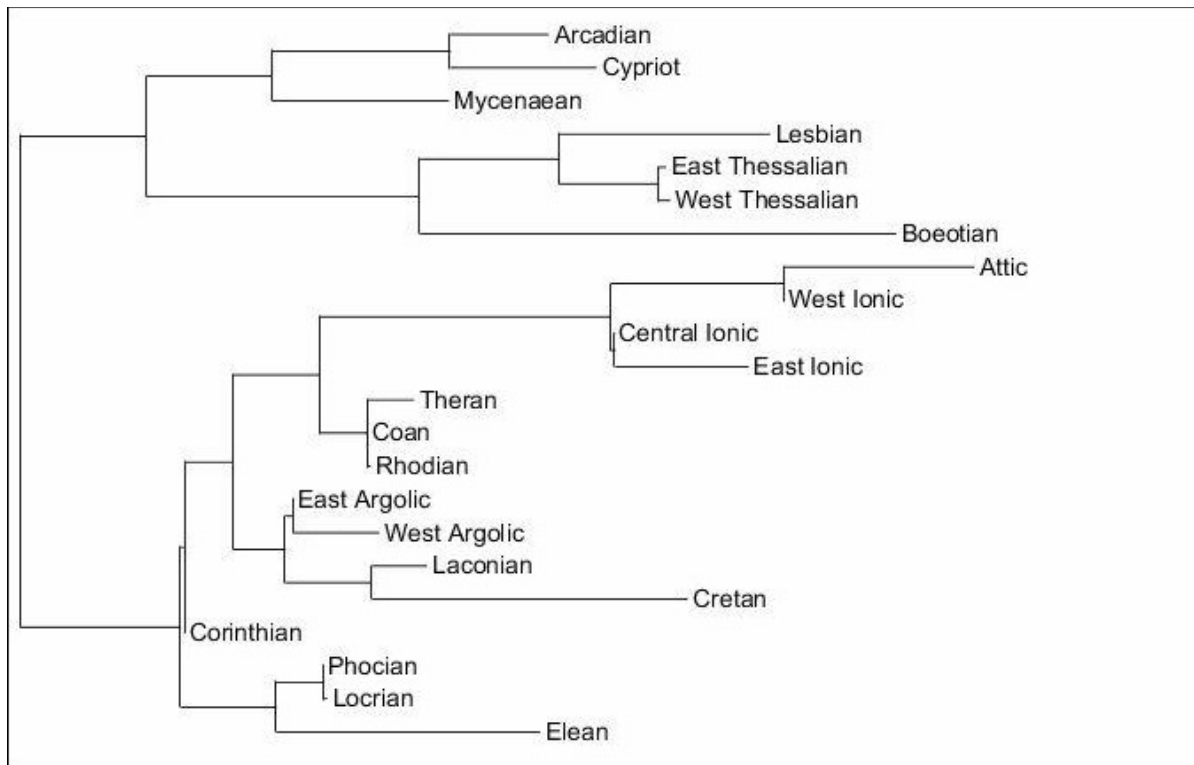 Arcadian
Cypriot
Mycenaean
Lesbian
East Thessalian
West Thessalian
Boeotian
Attic
West Ionic
Central Ionic
East Ionic
Theran
Coan
Rhodian
East Argolic
West Argolic
Laconian
Cretan
Corinthian
Phocian
Locrian
Elean